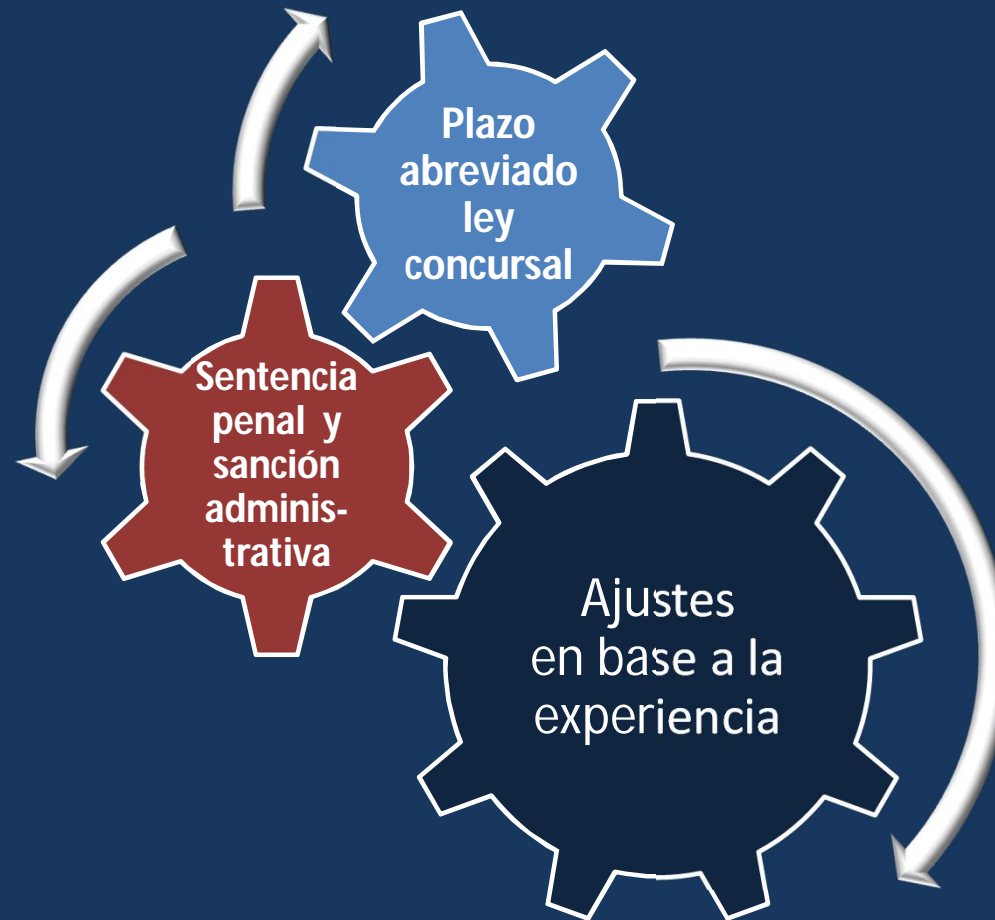 Plazo
abreviado
ley
concursal
Sentencia
penal y
sanción
adminis-
trativa
Ajustes
en base a la
experiencia